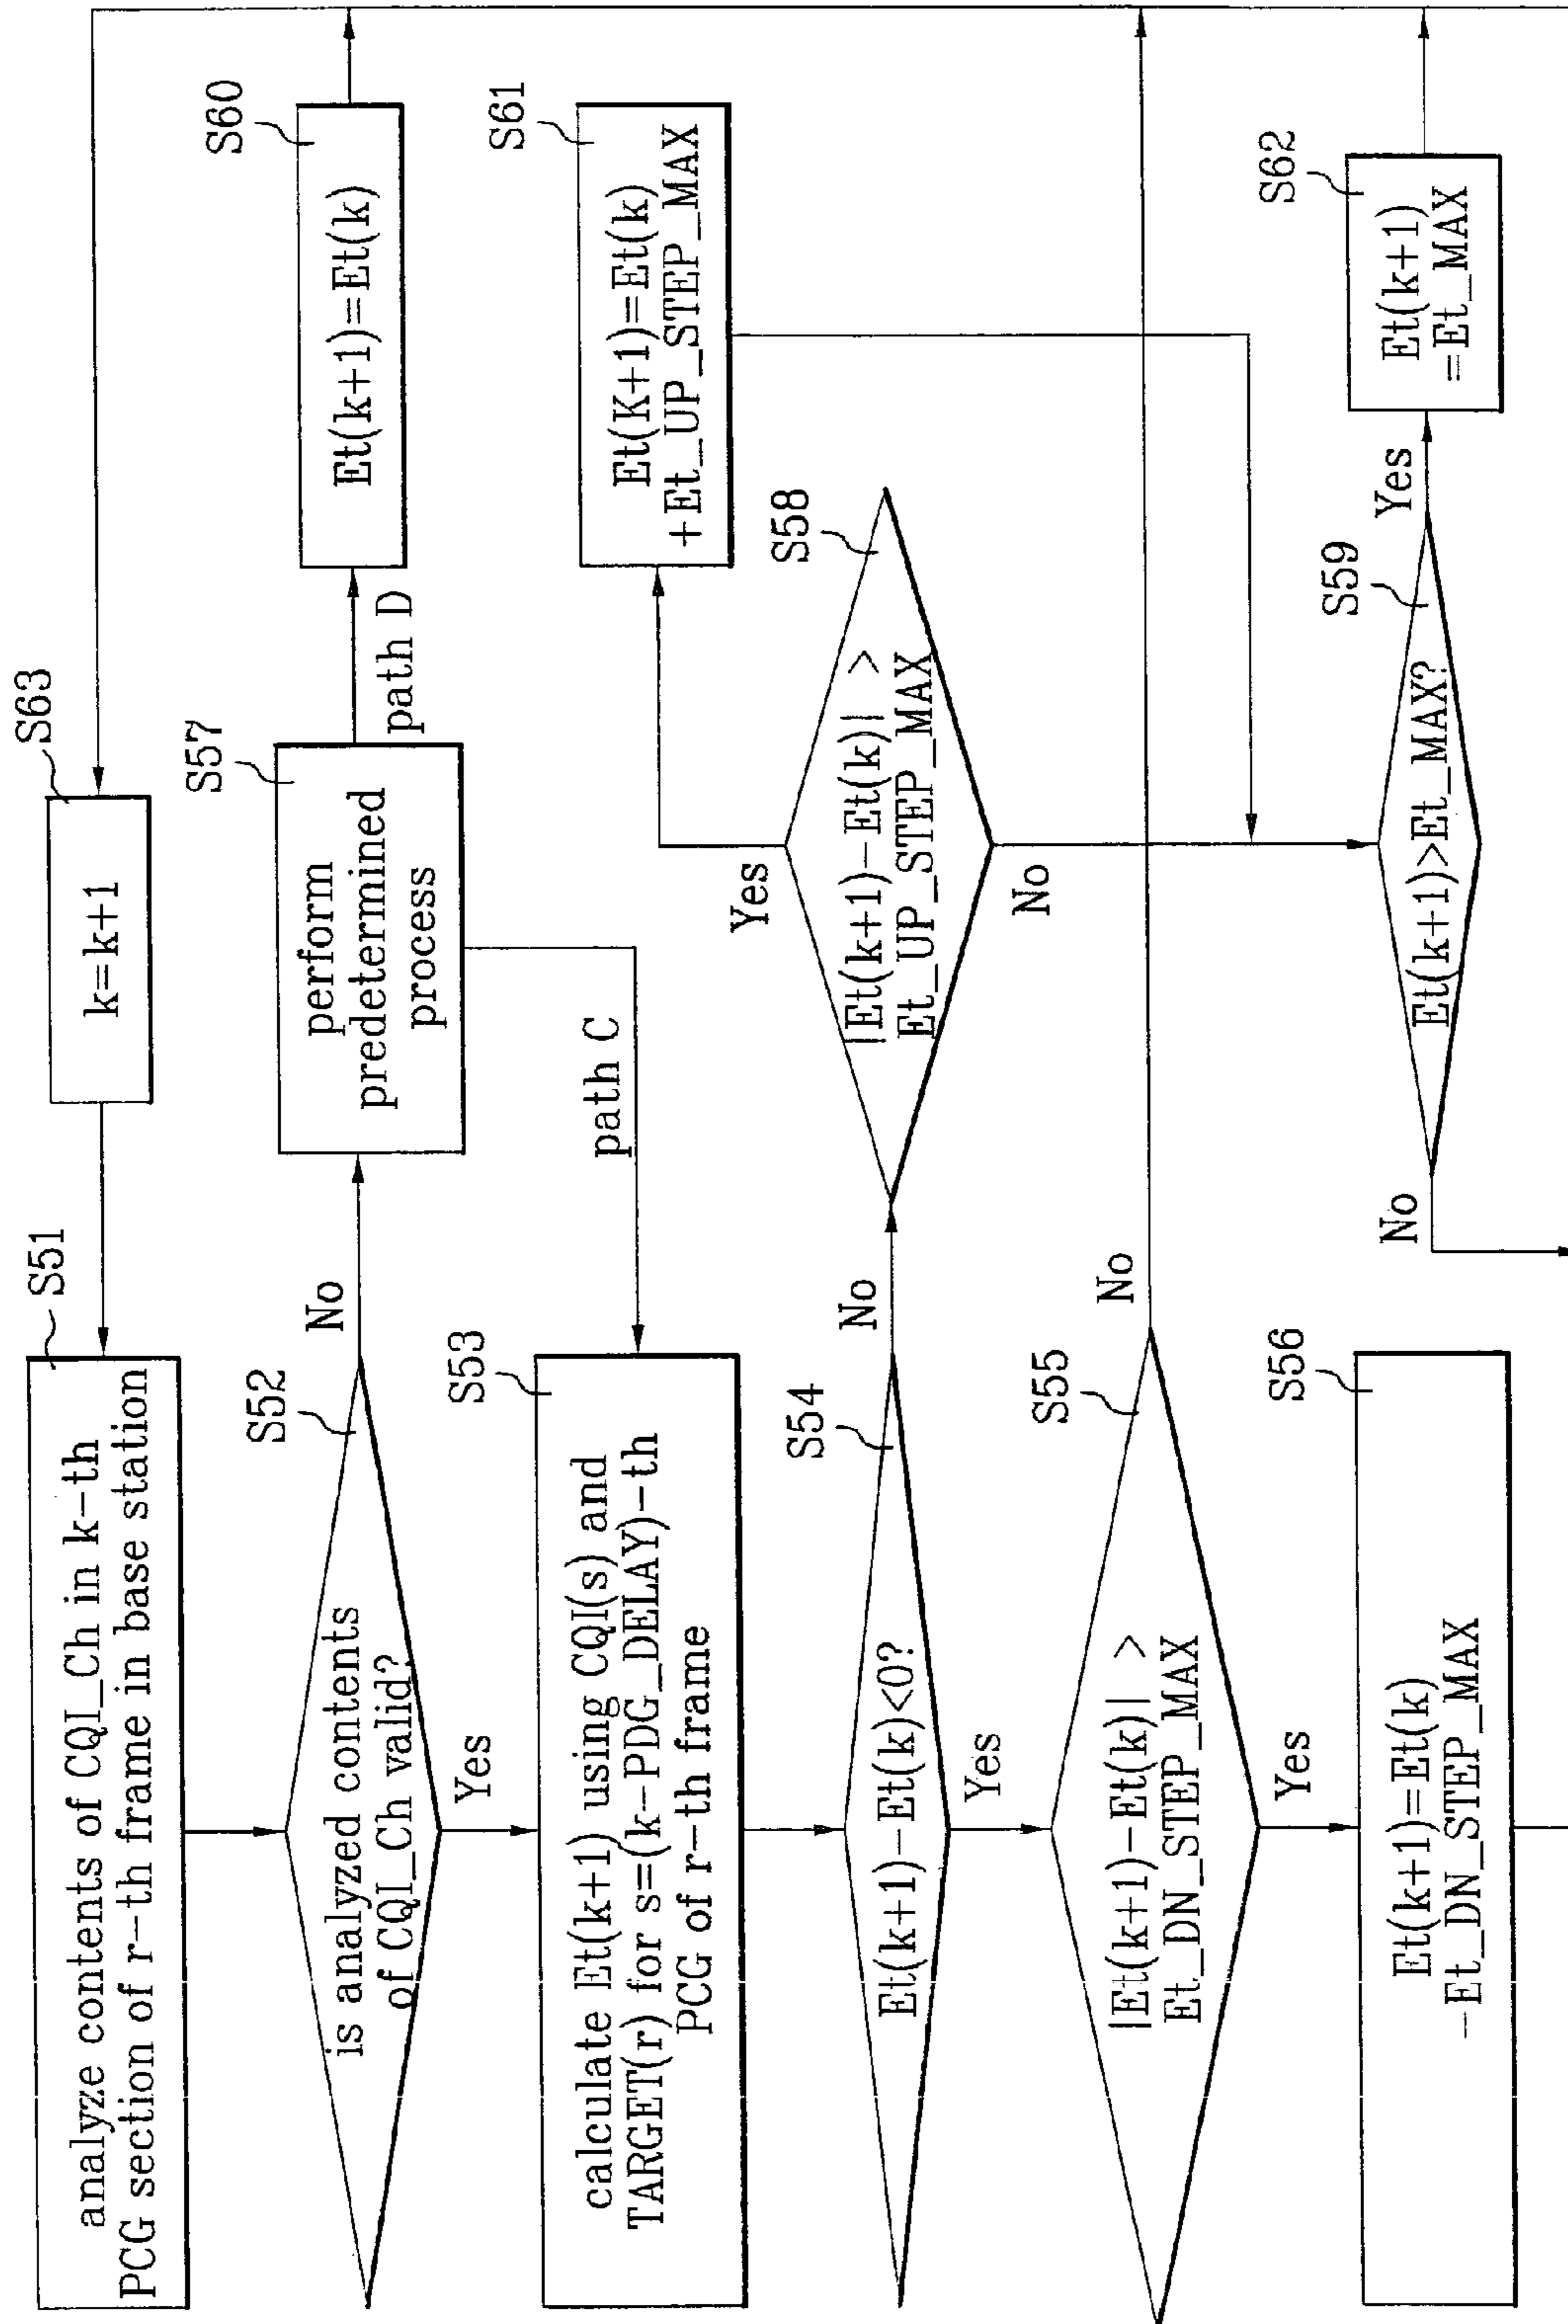 S51
analyze contents of CQI_Ch in k-th
PCG section of r-th frame in base station
S63
k=k+1
S52
is analyzed contents
of CQI_Ch valid?
No
Yes
S57
perform
predetermined
process
path D
path C
S60
Et(k+1)=Et(k)
S53
calculate Et(k+1) using CQI(s) and
TARGET(r) for s=(k-PDG_DELAY)-th
PCG of r-th frame
S61
Et(K+1)=Et(k)
+Et_UP_STEP_MAX
S54
Et(k+1)-Et(k)<0?
No
Yes
S58
|Et(k+1)-Et(k)| >
Et_UP_STEP_MAX
Yes
No
S55
|Et(k+1)-Et(k)| >
Et_DN_STEP_MAX
No
Yes
S56
Et(k+1)=Et(k)
-Et_DN_STEP_MAX
S59
Et(k+1)>Et_MAX?
No
Yes
S62
Et(k+1)
=Et_MAX